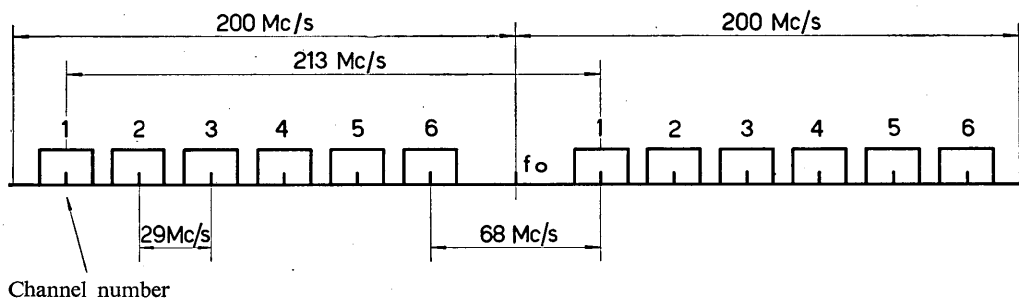 200 Mc/s 200 Mc/s
213 Mc/s
1 2 3 4 5 6 1 2 3 4 5 6
fo
29Mc/s 68 Mc/s
Channel number